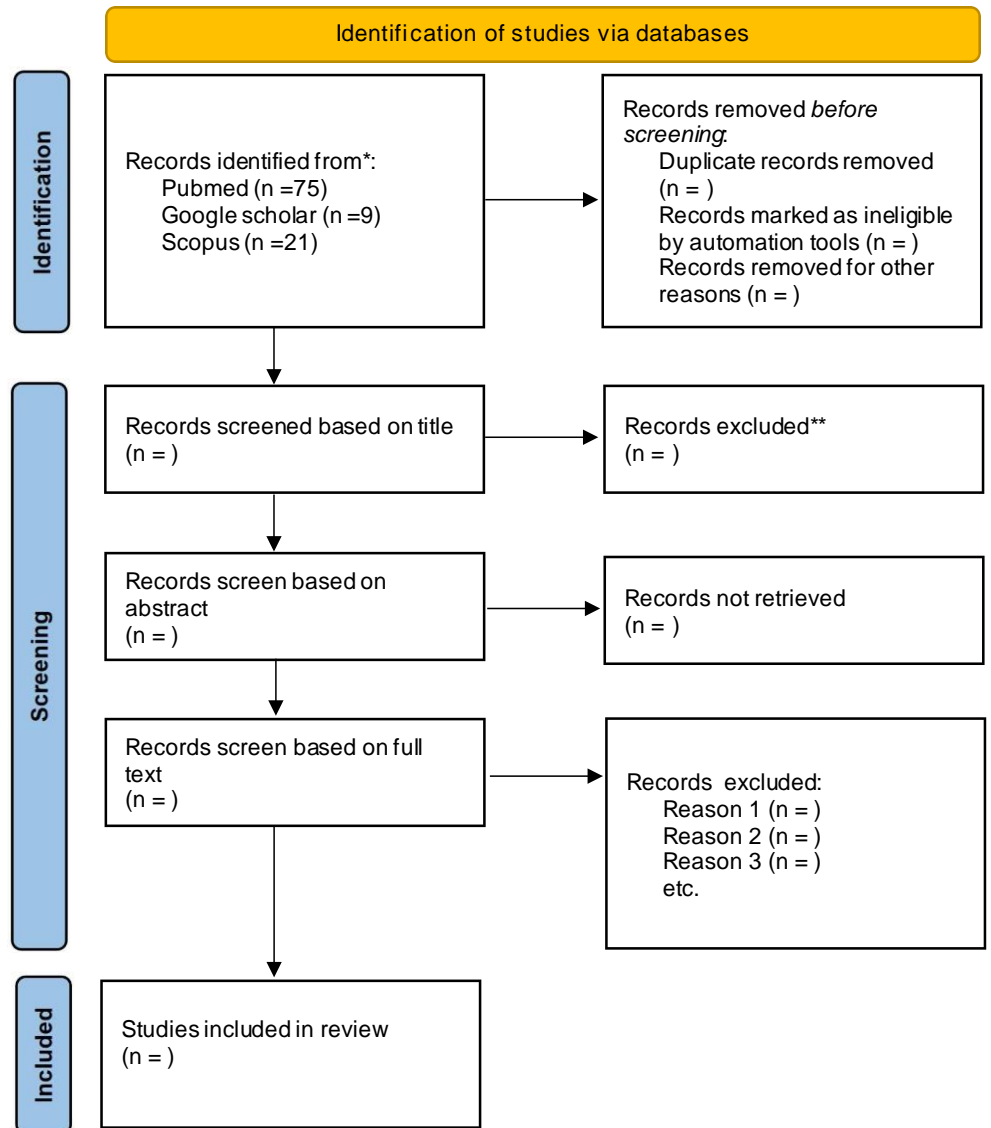 Identification of studies via databases
Identification
Records identified from*:
Pubmed (n =75)
Google scholar (n =9)
Scopus (n =21)
Records removed before
screening:
Duplicate records removed
(n = )
Records marked as ineligible
by automation tools (n = )
Records removed for other
reasons (n = )
Screening
Records screened based on title
(n = )
Records excluded**
(n = )
Records screen based on
abstract
(n = )
Records not retrieved
(n = )
Records screen based on full
text
(n = )
Records excluded:
Reason 1 (n = )
Reason 2 (n = )
Reason 3 (n = )
etc.
Included
Studies included in review
(n = )